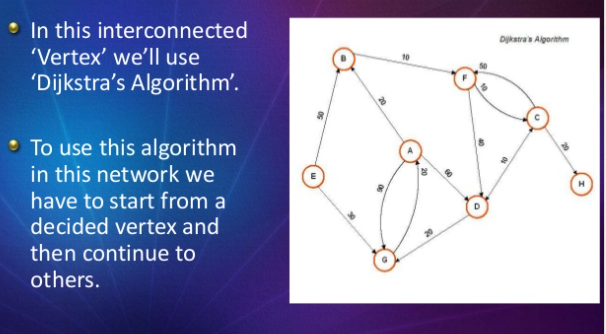 In this interconnected
‘Vertex’ we’ll use
‘Dijkstra’s Algorithm’.
To use this algorithm
in this network we
have to start from a
decided vertex and
then continue to
others.
Dijkstra's Algorithm
B
10
F
50
10
C
20
H
50
20
A
40
10
E
90
20
60
D
30
20
G